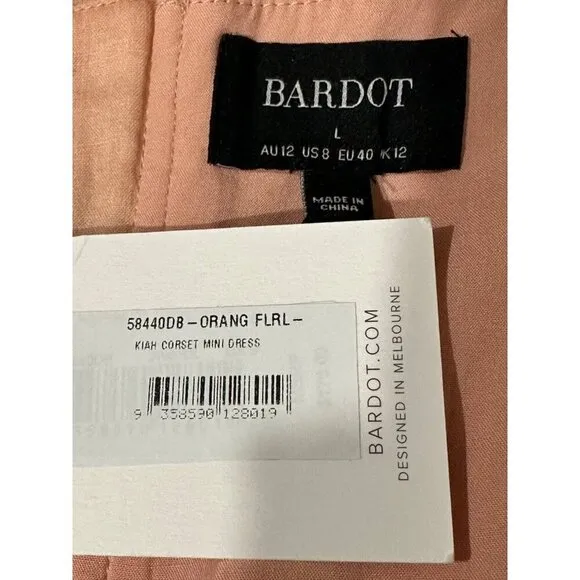 BARDOT
L
AU12 US8 EU40 K12
MADE IN
CHINA
58440DB-ORANG FLRL-
KIAH CORSET MINI DRESS
9 358590 128019
BARDOT.COM
DESIGNED IN MELBOURNE